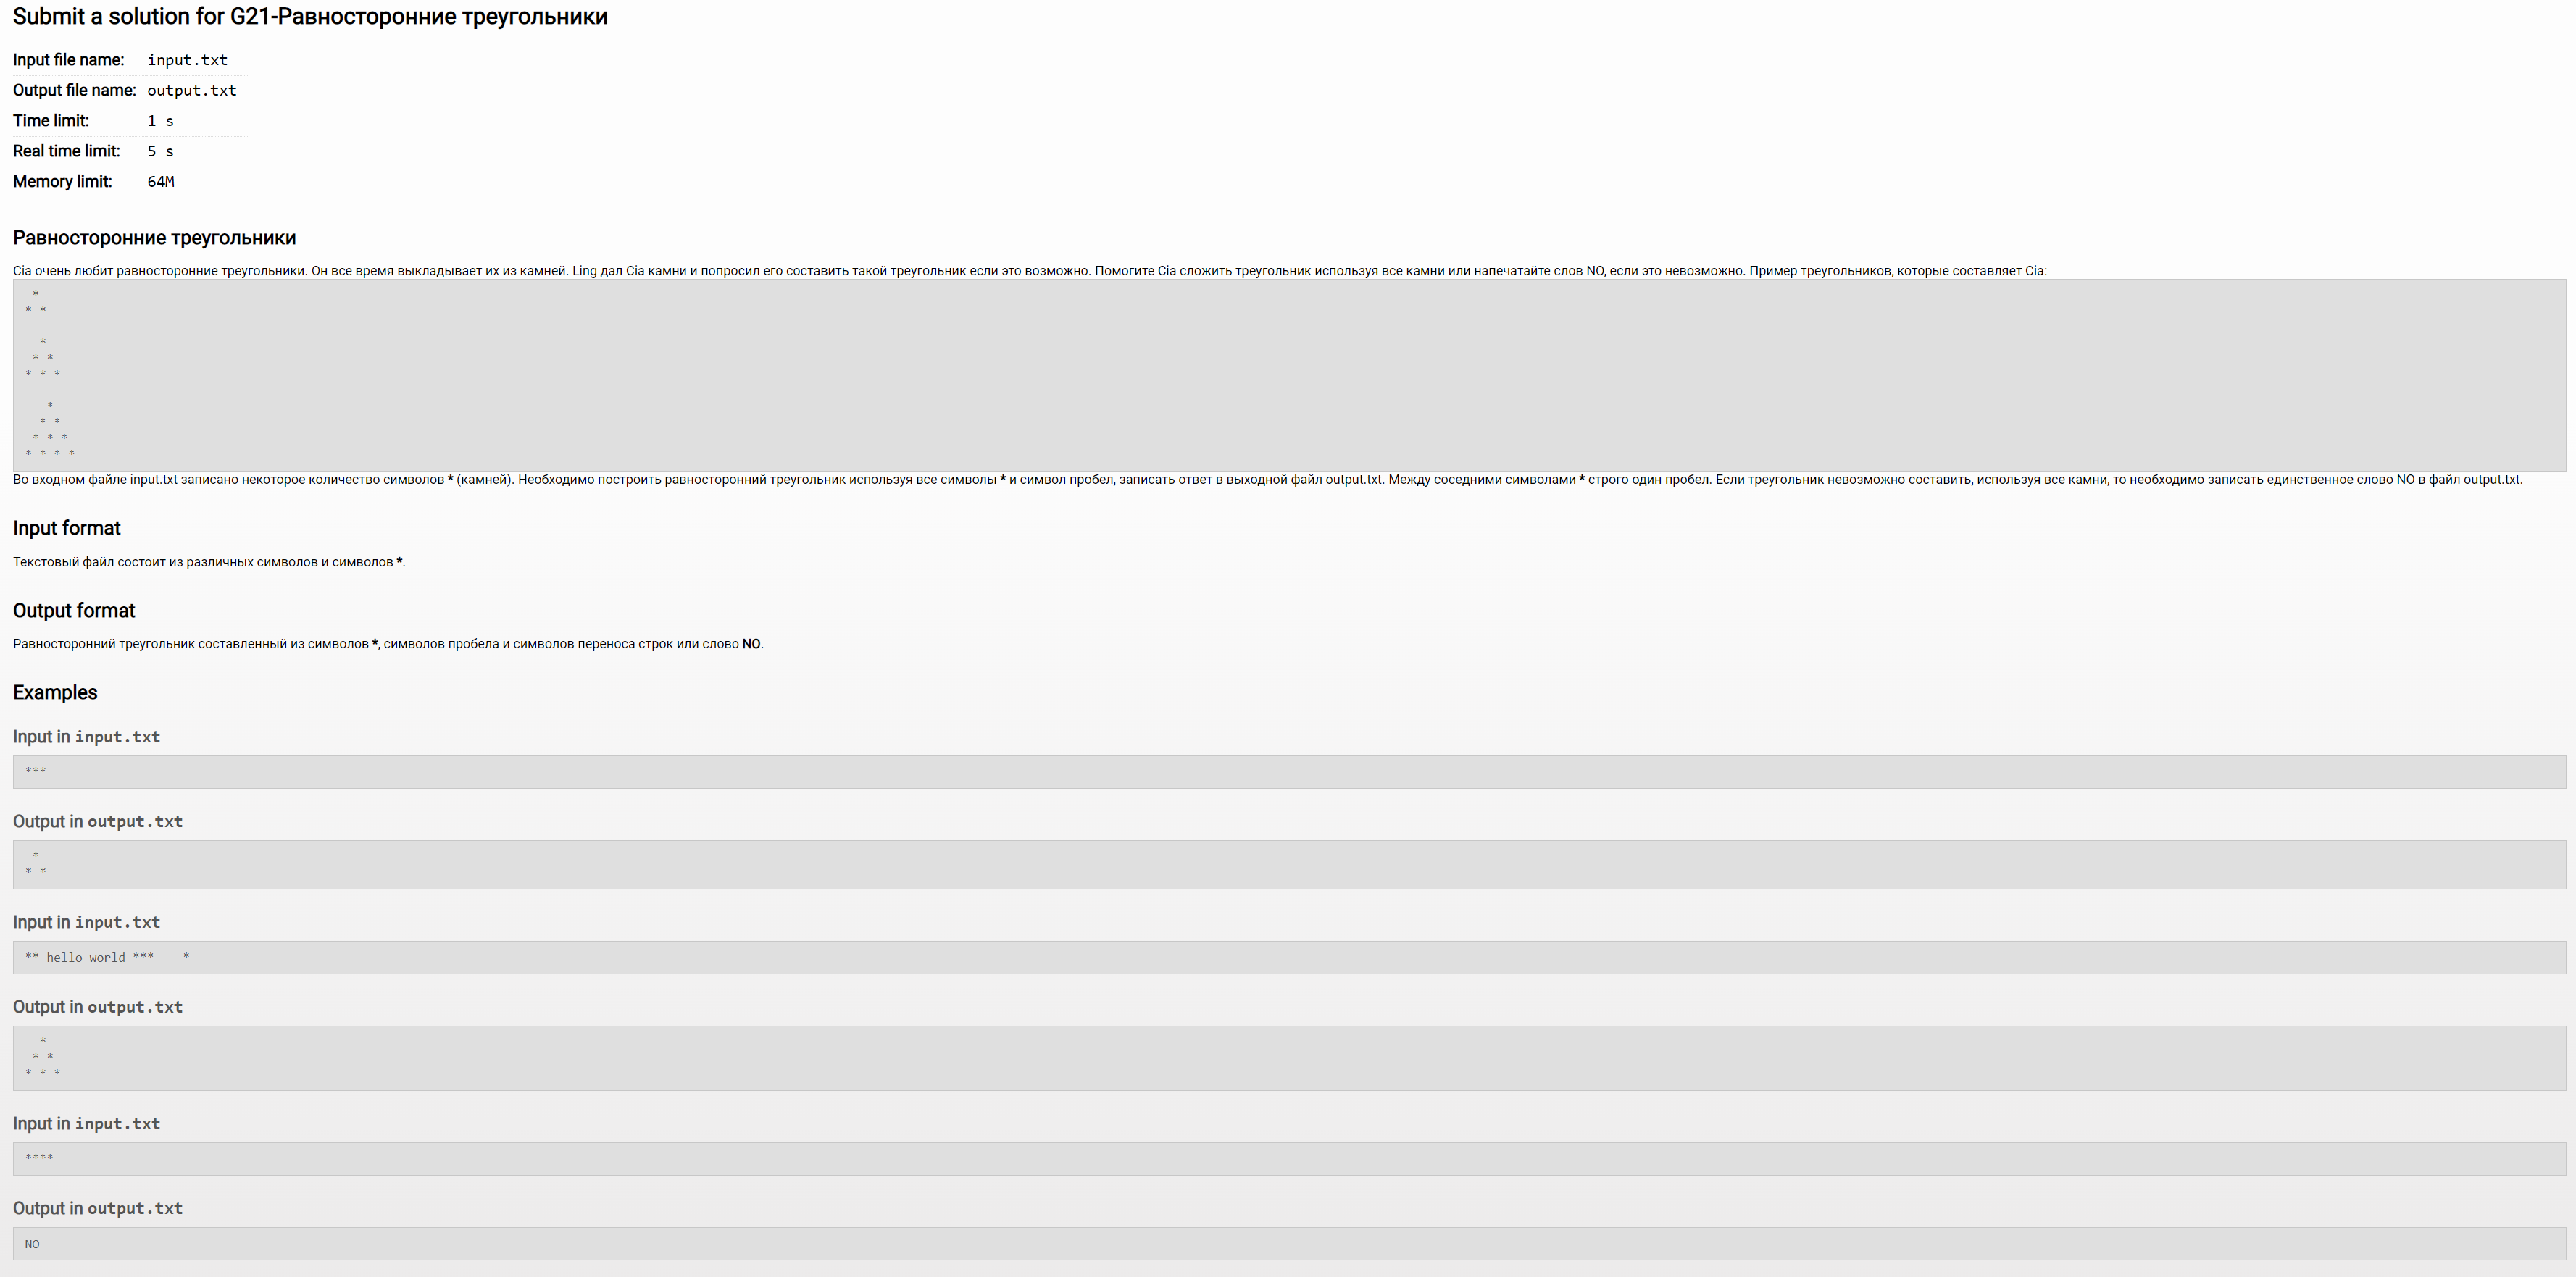 Submit a solution for G21-Равносторонние треугольники
Input file name: input.txt
Output file name: output.txt
Time limit: 1 s
Real time limit: 5 s
Memory limit: 64M
Равносторонние треугольники
Cia очень любит равносторонние треугольники. Он все время выкладывает их из камней. Ling дал Cia камни и попросил его составить такой треугольник если это возможно. Помогите Cia сложить треугольник используя все камни или напечатайте слов NO, если это невозможно. Пример треугольников, которые составляет Cia:
 *
* *

  *
 * *
* * *

   *
  * *
 * * *
* * * *
Во входном файле input.txt записано некоторое количество символов * (камней). Необходимо построить равносторонний треугольник используя все символы * и символ пробел, записать ответ в выходной файл output.txt. Между соседними символами * строго один пробел. Если треугольник невозможно составить, используя все камни, то необходимо записать единственное слово NO в файл output.txt.
Input format
Текстовый файл состоит из различных символов и символов *.
Output format
Равносторонний треугольник составленный из символов *, символов пробела и символов переноса строк или слово NO.
Examples
Input in input.txt
***
Output in output.txt
 *
* *
Input in input.txt
** hello world ***    *
Output in output.txt
  *
 * *
* * *
Input in input.txt
****
Output in output.txt
NO